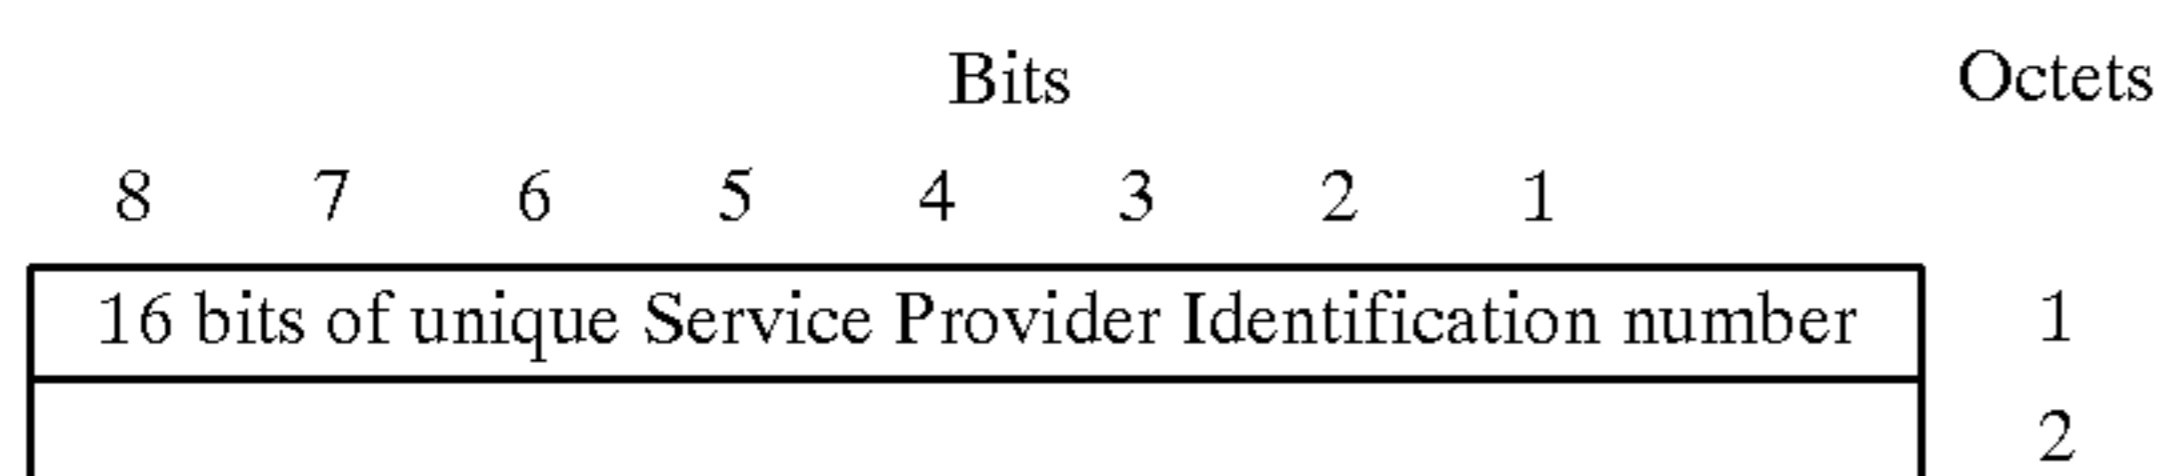 Bits Octets
8 7 6 5 4 3 2 1
16 bits of unique Service Provider Identification number 1
2